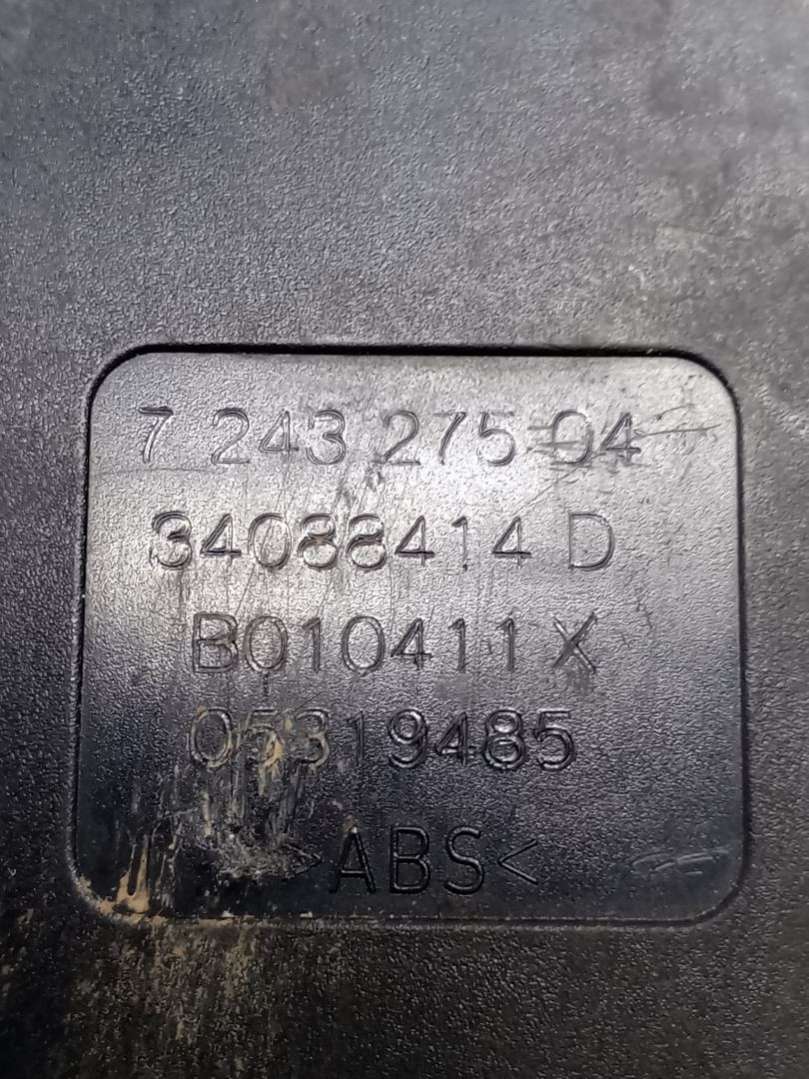 7 243 275 04
34088414 D
B010411 X
05319485
>ABS<